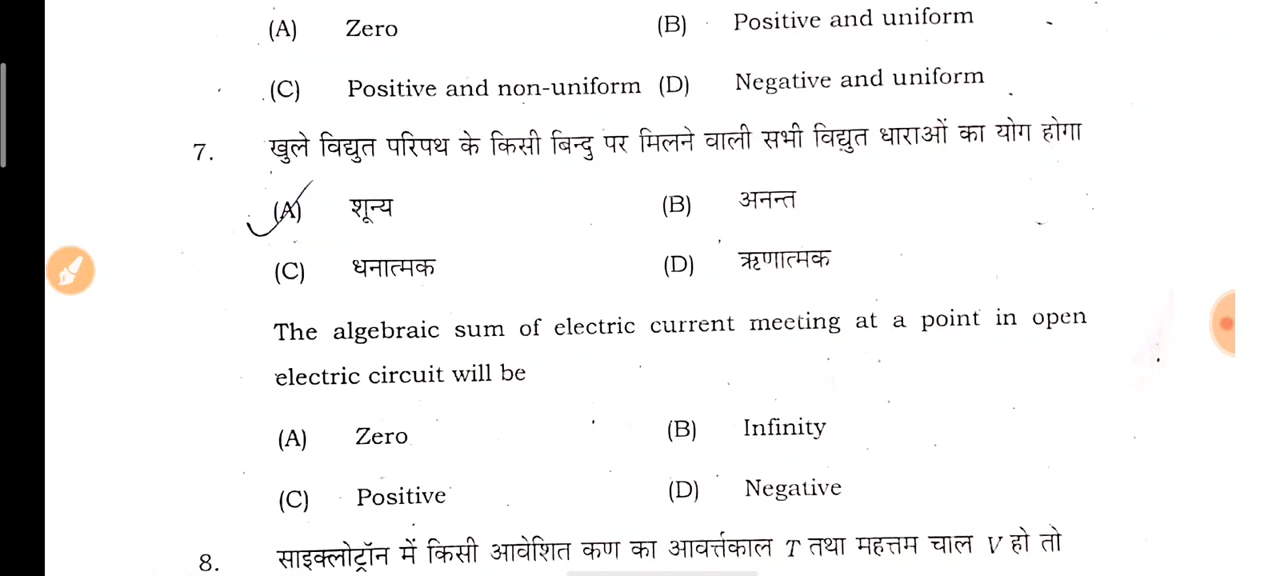 (A) Zero (B) Positive and uniform
(C) Positive and non-uniform (D) Negative and uniform
7. खुले विद्युत परिपथ के किसी बिन्दु पर मिलने वाली सभी विद्युत धाराओं का योग होगा
(A) शून्य (B) अनन्त
(C) धनात्मक (D) ऋणात्मक
The algebraic sum of electric current meeting at a point in open
electric circuit will be
(A) Zero (B) Infinity
(C) Positive (D) Negative
8. साइक्लोट्रॉन में किसी आवेशित कण का आवर्त्तकाल T तथा महत्तम चाल V हो तो